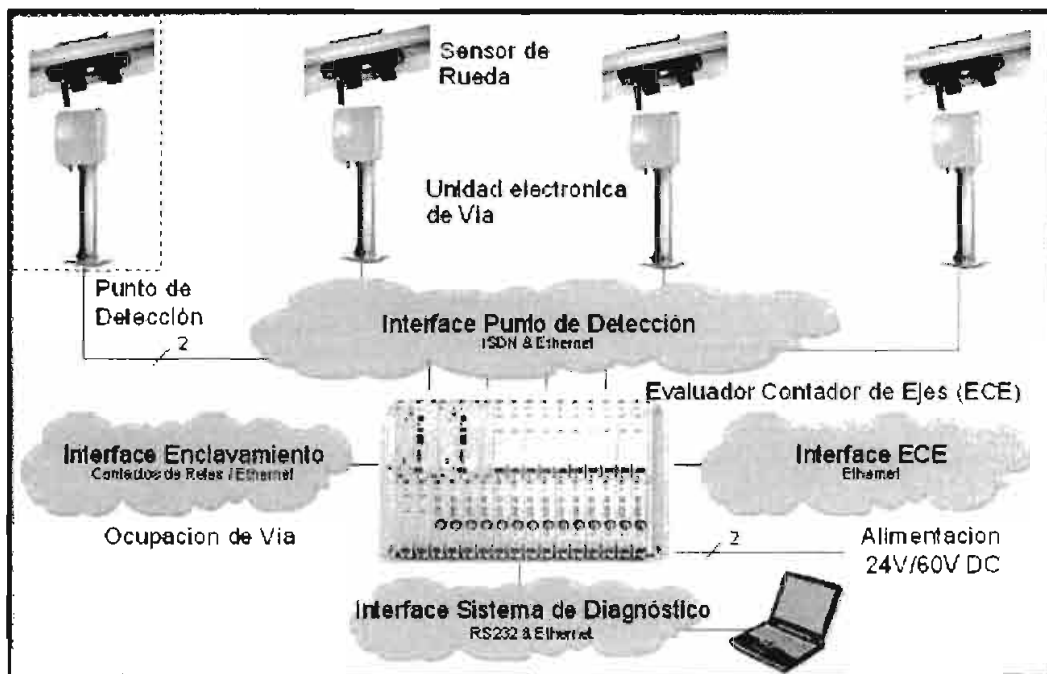 Sensor de
Rueda
Unidad electronica
de Via
Punto de
Detección
2
Interface Punto de Detección
ISDN & Ethernet
Evaluador Contador de Ejes (ECE)
Interface Enclavamiento
Contactos de Reles / Ethernet
Interface ECE
Ethernet
Ocupacion de Via
2
Alimentacion
24V/60V DC
Interface Sistema de Diagnóstico
RS232 & Ethernet